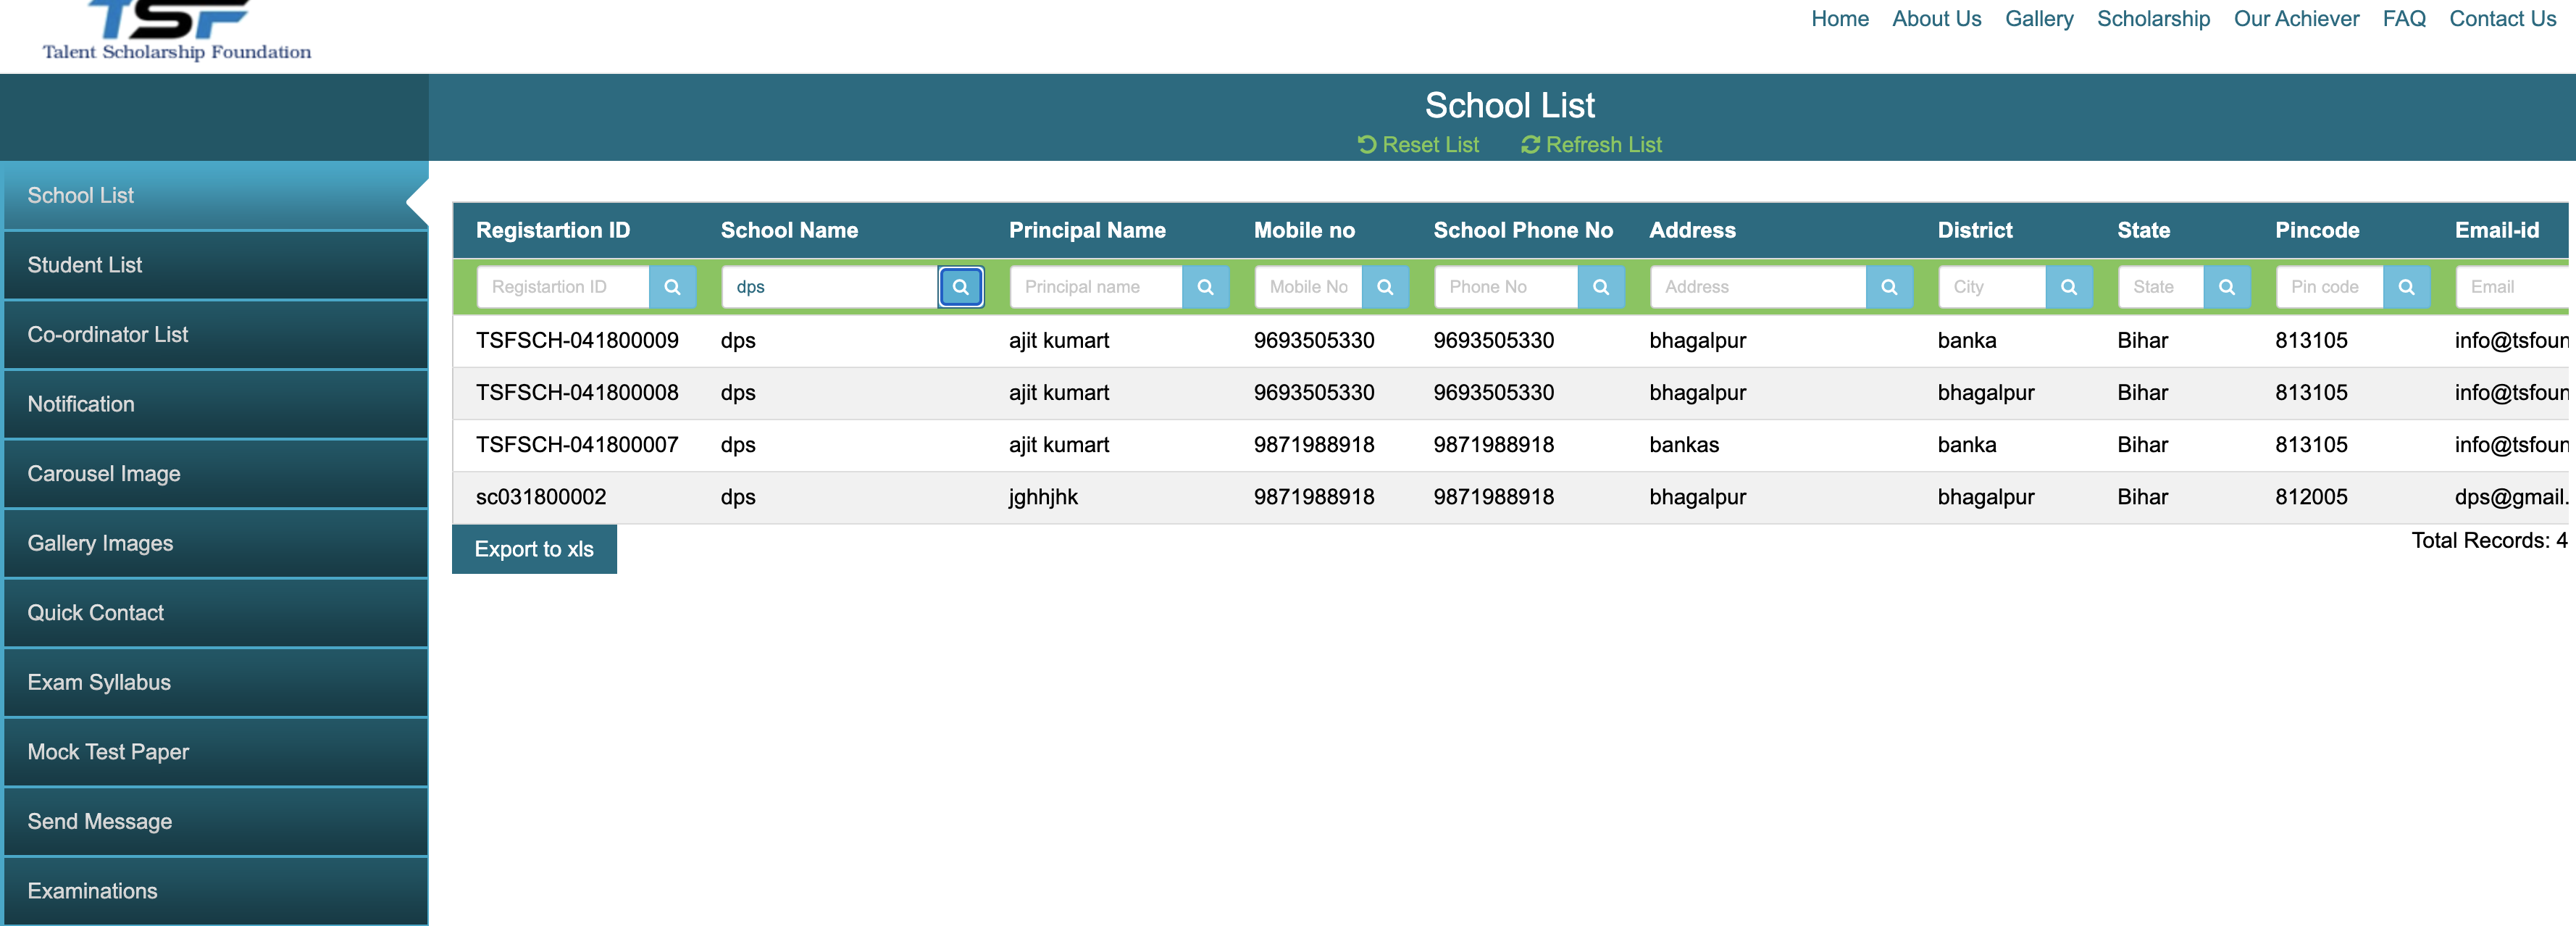 TSF
Talent Scholarship Foundation
Home About Us Gallery Scholarship Our Achiever FAQ Contact Us
School List
Reset List Refresh List
School List
Student List
Co-ordinator List
Notification
Carousel Image
Gallery Images
Quick Contact
Exam Syllabus
Mock Test Paper
Send Message
Examinations
Registartion ID School Name Principal Name Mobile no School Phone No Address District State Pincode Email-id
Registartion ID dps Principal name Mobile No Phone No Address City State Pin code Email
TSFSCH-041800009 dps ajit kumart 9693505330 9693505330 bhagalpur banka Bihar 813105 info@tsfoun
TSFSCH-041800008 dps ajit kumart 9693505330 9693505330 bhagalpur bhagalpur Bihar 813105 info@tsfoun
TSFSCH-041800007 dps ajit kumart 9871988918 9871988918 bankas banka Bihar 813105 info@tsfoun
sc031800002 dps jghhjhk 9871988918 9871988918 bhagalpur bhagalpur Bihar 812005 dps@gmail.
Export to xls
Total Records: 4